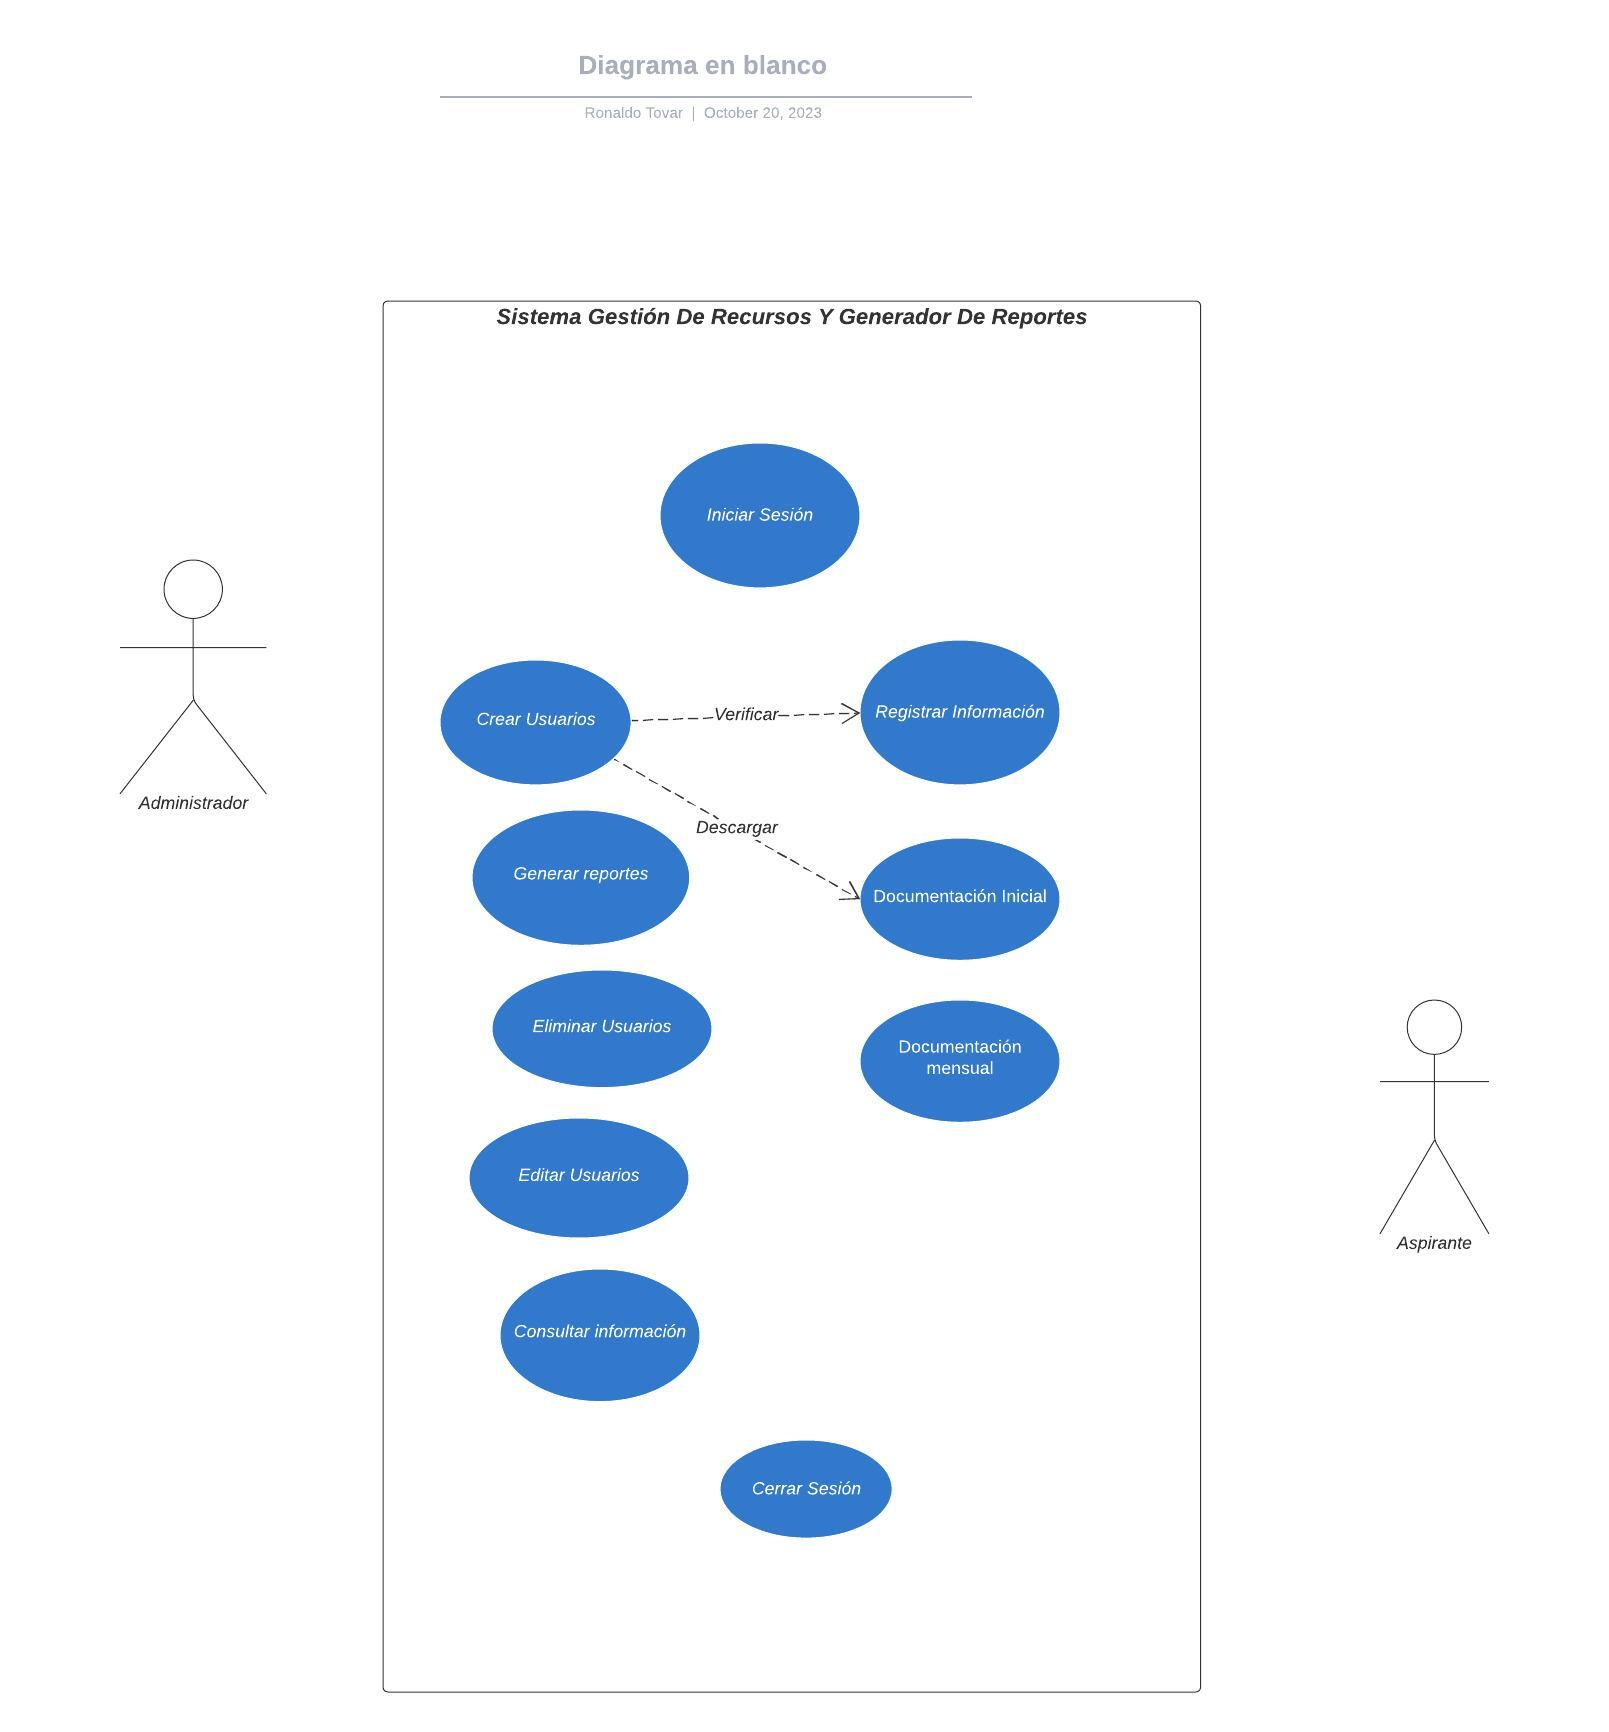 Diagrama en blanco
Ronaldo Tovar | October 20, 2023
Sistema Gestión De Recursos Y Generador De Reportes
Iniciar Sesión
Crear Usuarios
Verificar
Registrar Información
Administrador
Descargar
Generar reportes
Documentación Inicial
Eliminar Usuarios
Documentación
mensual
Editar Usuarios
Aspirante
Consultar información
Cerrar Sesión